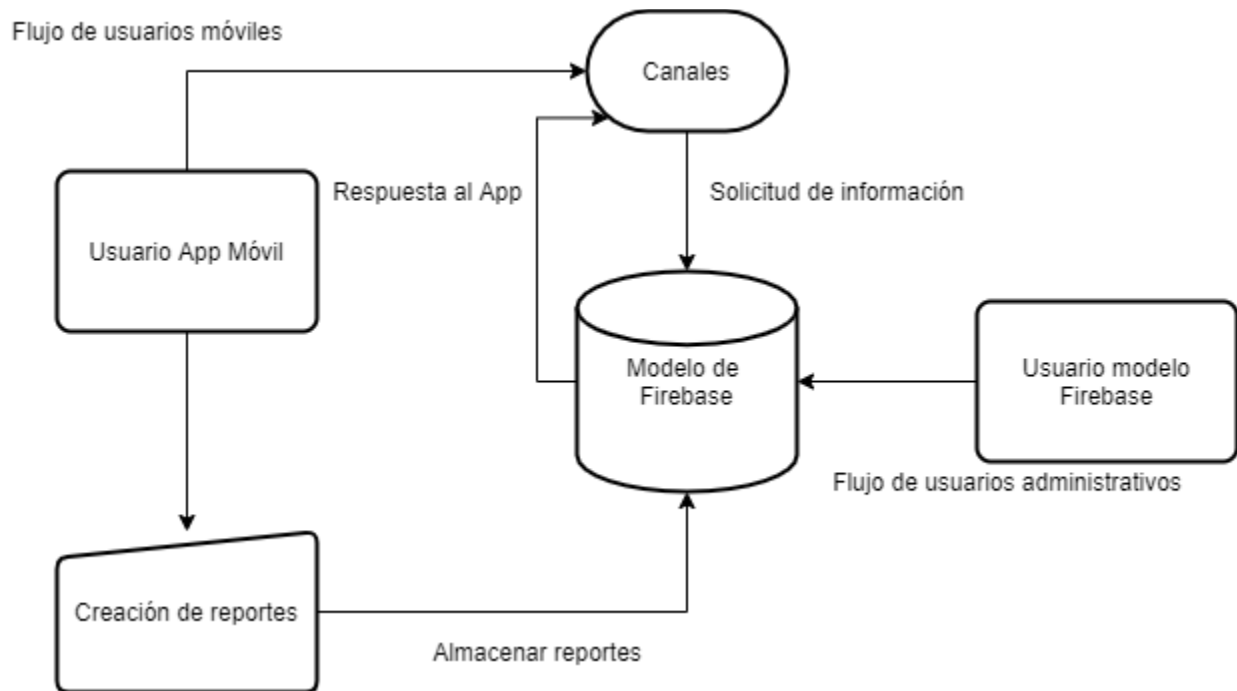 Flujo de usuarios móviles
Canales
Respuesta al App
Solicitud de información
Usuario App Móvil
Modelo de
Firebase
Usuario modelo
Firebase
Flujo de usuarios administrativos
Creación de reportes
Almacenar reportes